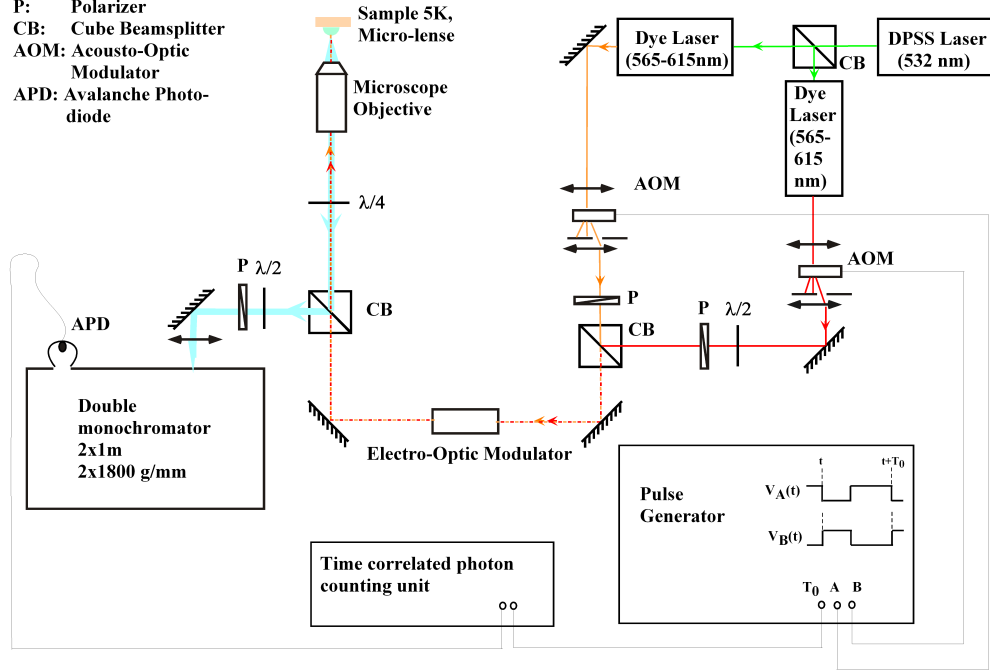 P: Polarizer
CB: Cube Beamsplitter
AOM: Acousto-Optic
Modulator
APD: Avalanche Photo-
diode
Sample 5K,
Micro-lense
Microscope
Objective
λ/4
CB
P
λ/2
APD
Double
monochromator
2x1m
2x1800 g/mm
Electro-Optic Modulator
Dye Laser
(565-615nm)
CB
DPSS Laser
(532 nm)
Dye
Laser
(565-
615
nm)
AOM
AOM
P
CB
P
λ/2
Pulse
Generator
t
t+T0
VA(t)
VB(t)
T0 A B
Time correlated photon
counting unit